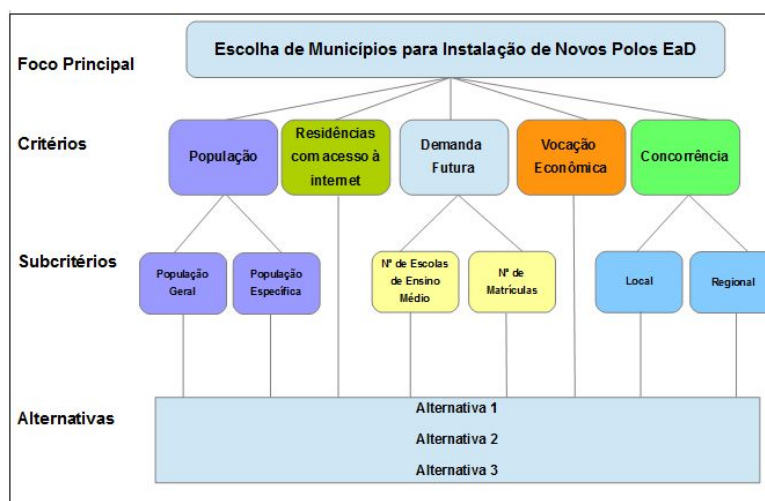 Foco Principal
Escolha de Municípios para Instalação de Novos Polos EaD
Critérios
População
Residências
com acesso à
internet
Demanda
Futura
Vocação
Econômica
Concorrência
Subcritérios
População
Geral
População
Específica
N° de Escolas
de Ensino
Médio
N° de
Matrículas
Local
Regional
Alternativas
Alternativa 1
Alternativa 2
Alternativa 3